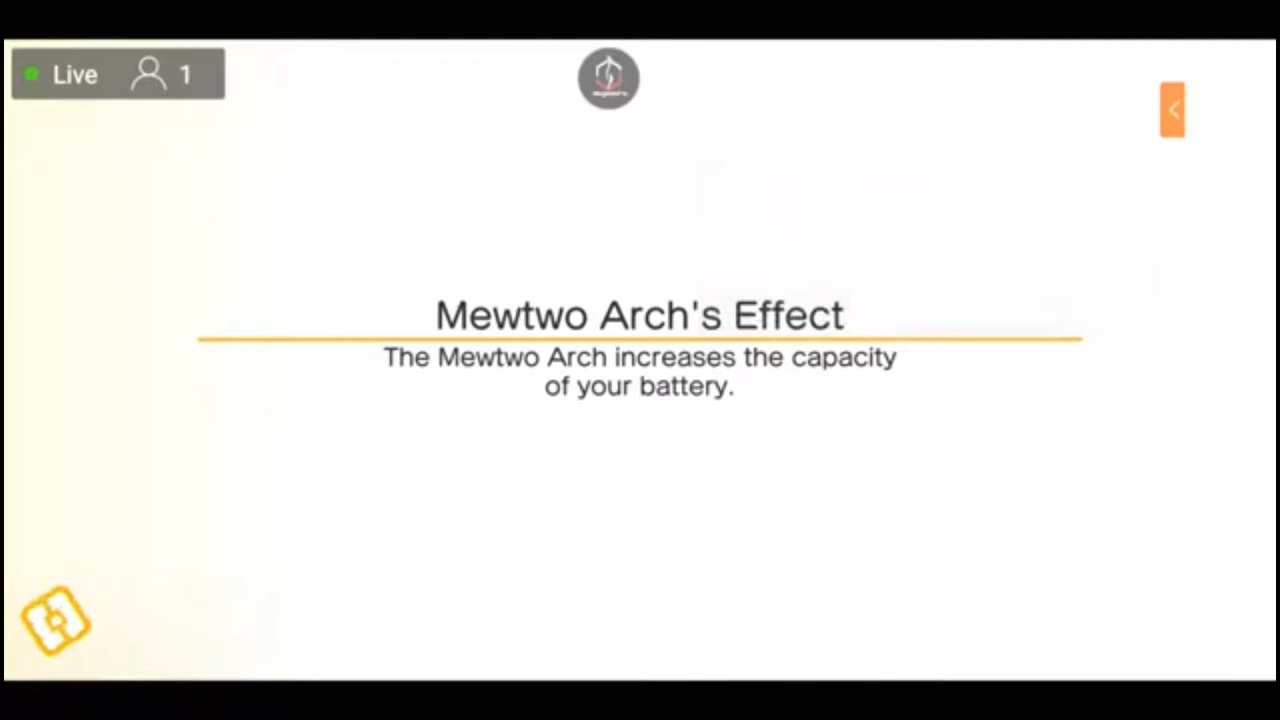 Live 1
Mewtwo Arch's Effect
The Mewtwo Arch increases the capacity
of your battery.